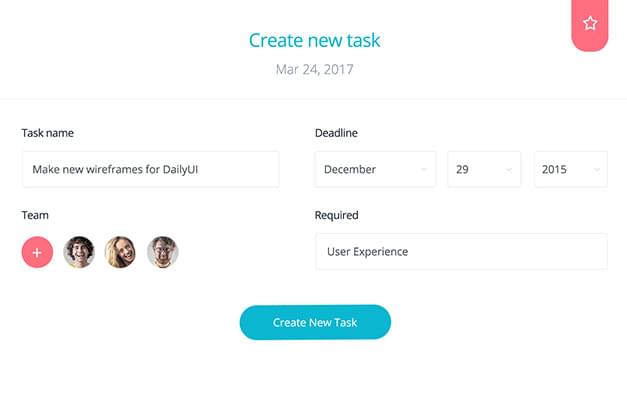 Create new task
Mar 24, 2017
Task name
Make new wireframes for DailyUI
Deadline
December 29 2015
Team
+
Required
User Experience
Create New Task